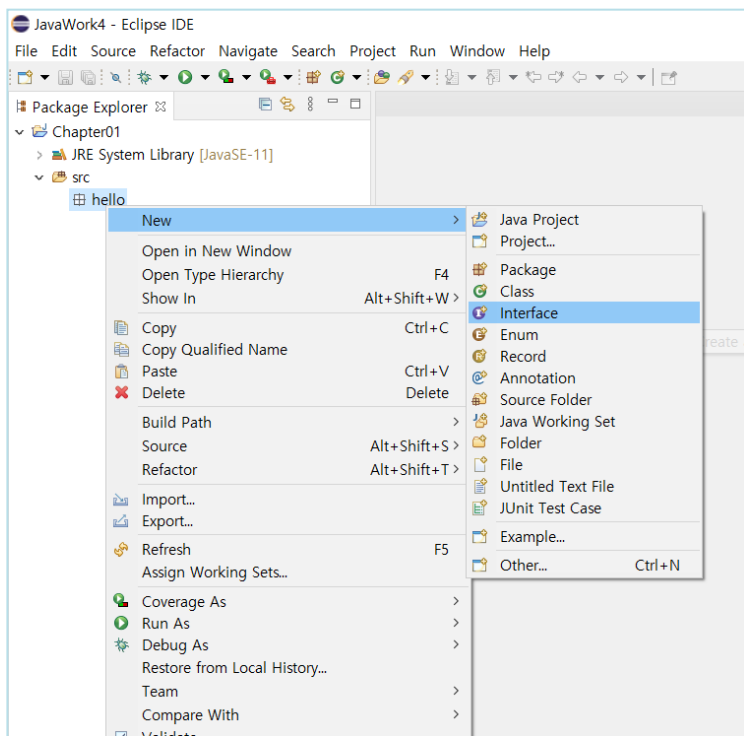 JavaWork4 - Eclipse IDE
File Edit Source Refactor Navigate Search Project Run Window Help
Package Explorer
Chapter01
JRE System Library [JavaSE-11]
src
hello
New
Open in New Window
Open Type Hierarchy F4
Show In Alt+Shift+W
Copy Ctrl+C
Copy Qualified Name
Paste Ctrl+V
Delete Delete
Build Path
Source Alt+Shift+S
Refactor Alt+Shift+T
Import...
Export...
Refresh F5
Assign Working Sets...
Coverage As
Run As
Debug As
Restore from Local History...
Team
Compare With
Validate
Java Project
Project...
Package
Class
Interface
Enum
Record
Annotation
Source Folder
Java Working Set
Folder
File
Untitled Text File
JUnit Test Case
Example...
Other... Ctrl+N
reate